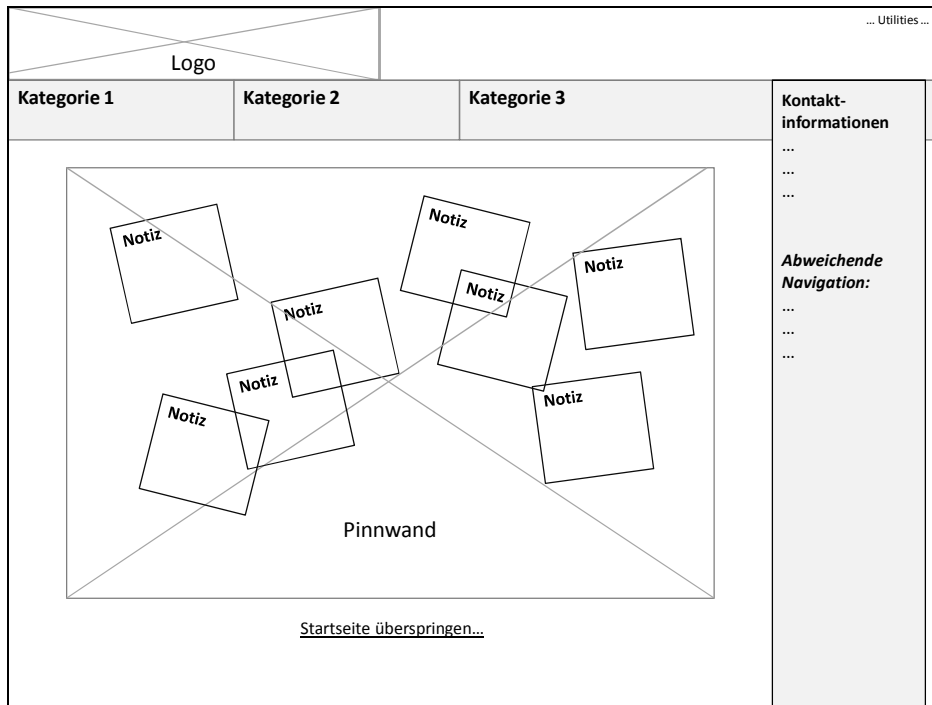 ... Utilities ...
Logo
Kategorie 1
Kategorie 2
Kategorie 3
Kontakt-
informationen
...
...
...
Abweichende
Navigation:
...
...
...
Notiz
Notiz
Notiz
Notiz
Notiz
Notiz
Notiz
Notiz
Pinnwand
Startseite überspringen...